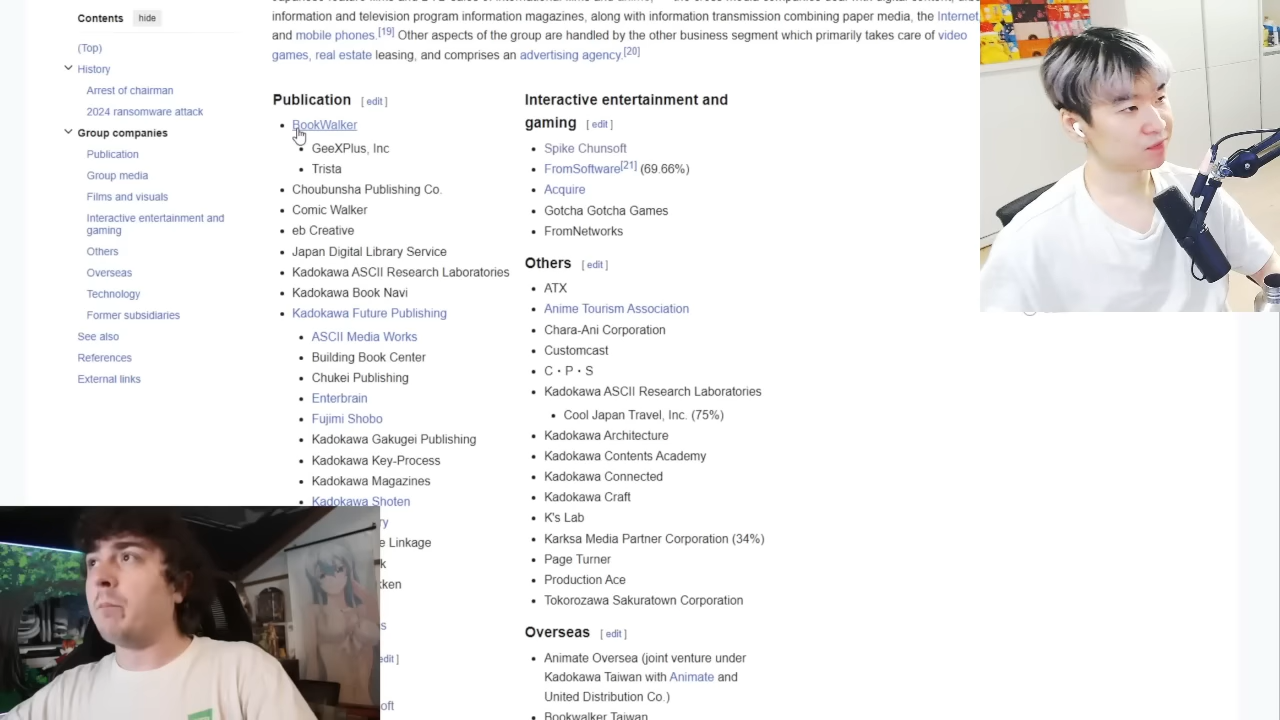 Contents hide
(Top)
History
Arrest of chairman
2024 ransomware attack
Group companies
Publication
Group media
Films and visuals
Interactive entertainment and
gaming
Others
Overseas
Technology
Former subsidiaries
See also
References
External links
information and television program information magazines, along with information transmission combining paper media, the Internet,
and mobile phones.[19] Other aspects of the group are handled by the other business segment which primarily takes care of video
games, real estate leasing, and comprises an advertising agency.[20]
Publication [ edit ]
BookWalker
GeeXPlus, Inc
Trista
Choubunsha Publishing Co.
Comic Walker
eb Creative
Japan Digital Library Service
Kadokawa ASCII Research Laboratories
Kadokawa Book Navi
Kadokawa Future Publishing
ASCII Media Works
Building Book Center
Chukei Publishing
Enterbrain
Fujimi Shobo
Kadokawa Gakugei Publishing
Kadokawa Key-Process
Kadokawa Magazines
Kadokawa Shoten
ry
e Linkage
k
kken
s
edit ]
oft
Interactive entertainment and
gaming [ edit ]
Spike Chunsoft
FromSoftware[21] (69.66%)
Acquire
Gotcha Gotcha Games
FromNetworks
Others [ edit ]
ATX
Anime Tourism Association
Chara-Ani Corporation
Customcast
C・P・S
Kadokawa ASCII Research Laboratories
Cool Japan Travel, Inc. (75%)
Kadokawa Architecture
Kadokawa Contents Academy
Kadokawa Connected
Kadokawa Craft
K's Lab
Karksa Media Partner Corporation (34%)
Page Turner
Production Ace
Tokorozawa Sakuratown Corporation
Overseas [ edit ]
Animate Oversea (joint venture under
Kadokawa Taiwan with Animate and
United Distribution Co.)
Bookwalker Taiwan